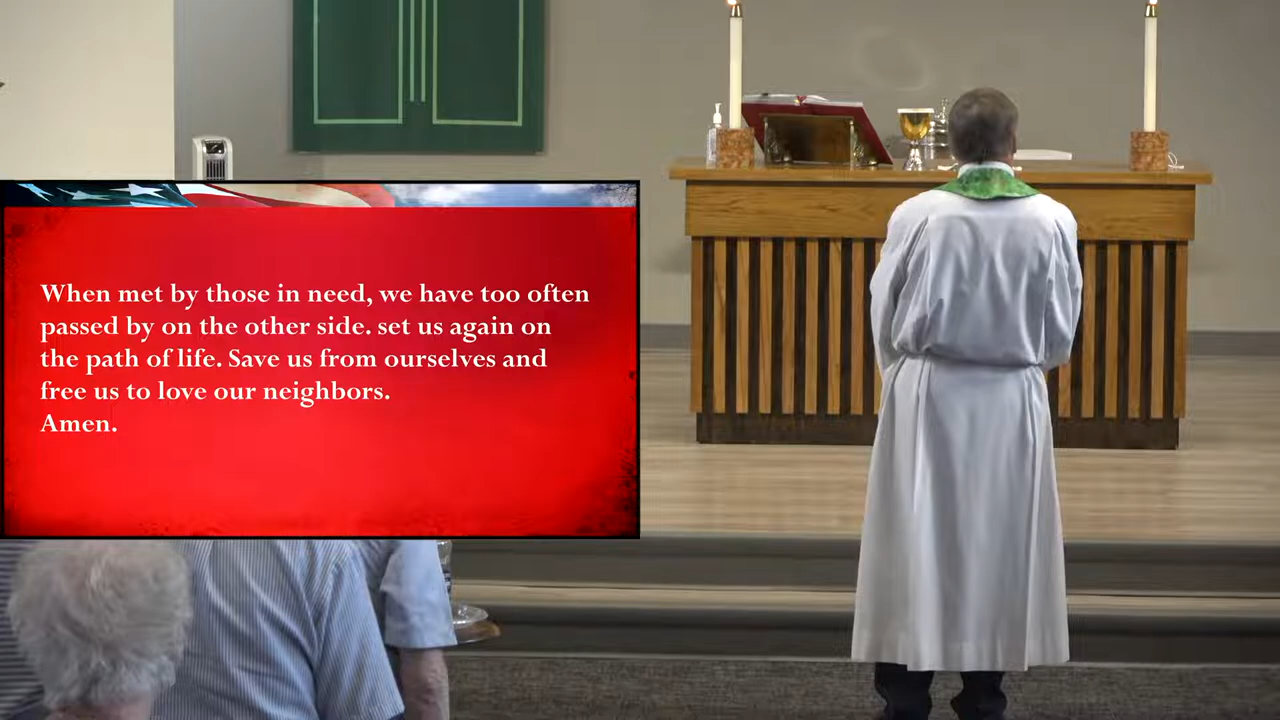 When met by those in need, we have too often
passed by on the other side. set us again on
the path of life. Save us from ourselves and
free us to love our neighbors.
Amen.